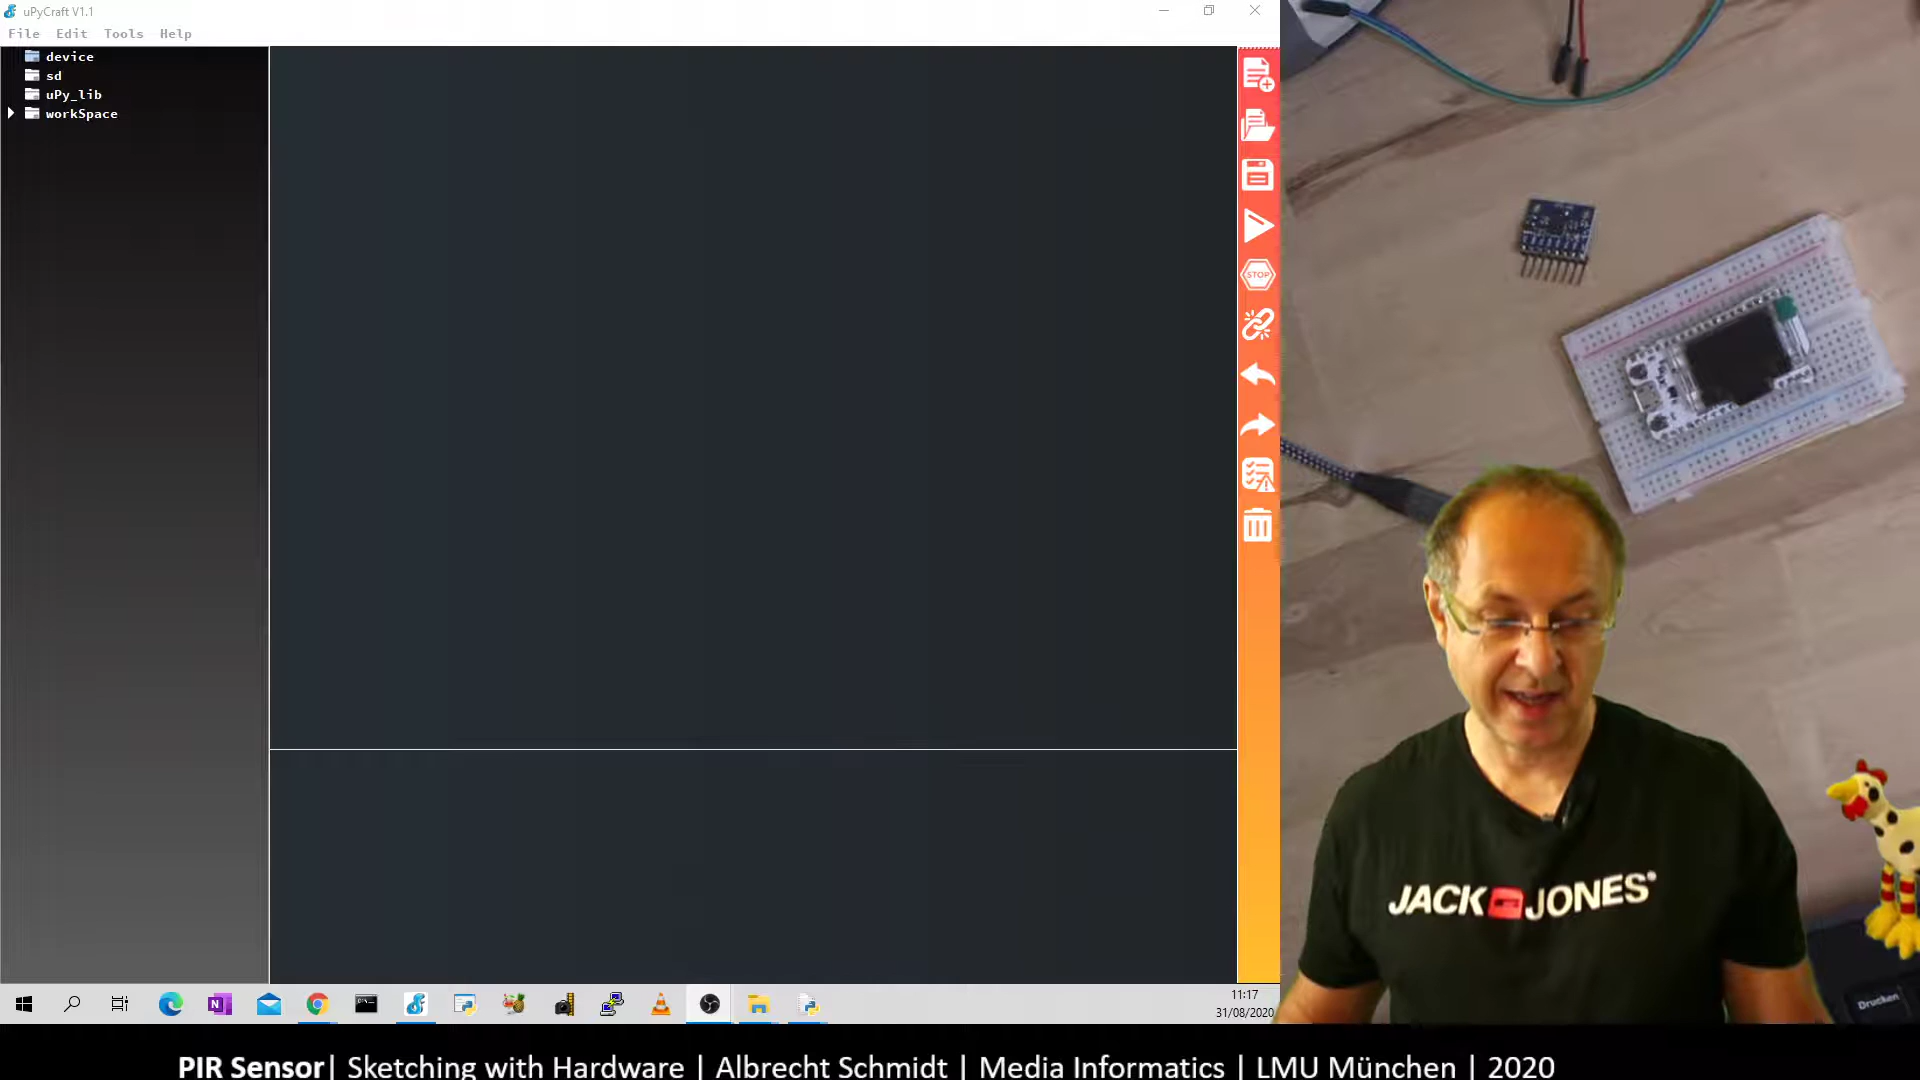 uPyCraft V1.1
File Edit Tools Help
device
sd
uPy_lib
workSpace
STOP
JACK JONES
Drucken
11:17
31/08/2020
PIR Sensor| Sketching with Hardware | Albrecht Schmidt | Media Informatics | LMU München | 2020